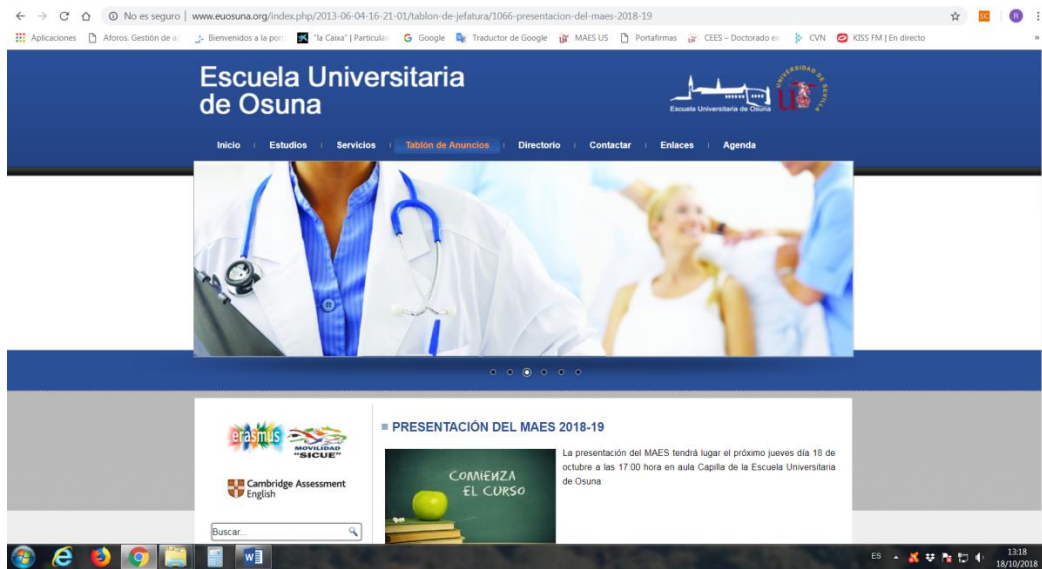 No es seguro | www.euosuna.org/index.php/2013-06-04-16-21-01/tablon-de-jefatura/1066-presentacion-del-maes-2018-19
Aplicaciones Aforos. Gestión de Bienvenidos a la port "la Caixa" | Particular Google Traductor de Google MAES US Portafirmas CEES – Doctorado en CVN KISS FM | En directo »
Escuela Universitaria
de Osuna
Escuela Universitaria de Osuna
UNIVERSIDAD DE SEVILLA
Inicio Estudios Servicios Tablón de Anuncios Directorio Contactar Enlaces Agenda
erasmus
MOVILIDAD
"SICUE"
Cambridge Assessment
English
Buscar...
PRESENTACIÓN DEL MAES 2018-19
COMIENZA
EL CURSO
La presentación del MAES tendrá lugar el próximo jueves día 18 de
octubre a las 17:00 hora en aula Capilla de la Escuela Universitaria
de Osuna
ES
13:18
18/10/2018